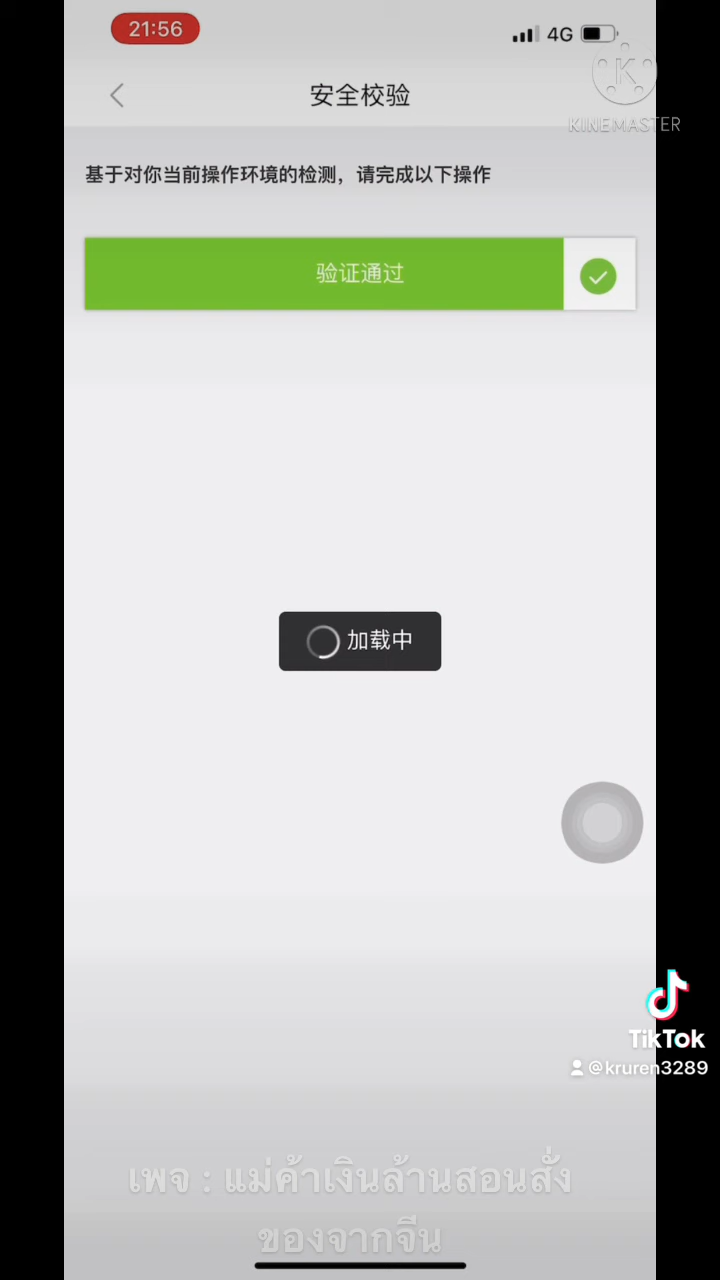 21:56
4G
安全校验
KINEMASTER
基于对你当前操作环境的检测，请完成以下操作
验证通过
加载中
TikTok
@kruren3289
เพจ : แม่ค้าเงินล้านสอนสั่ง
ของจากจีน